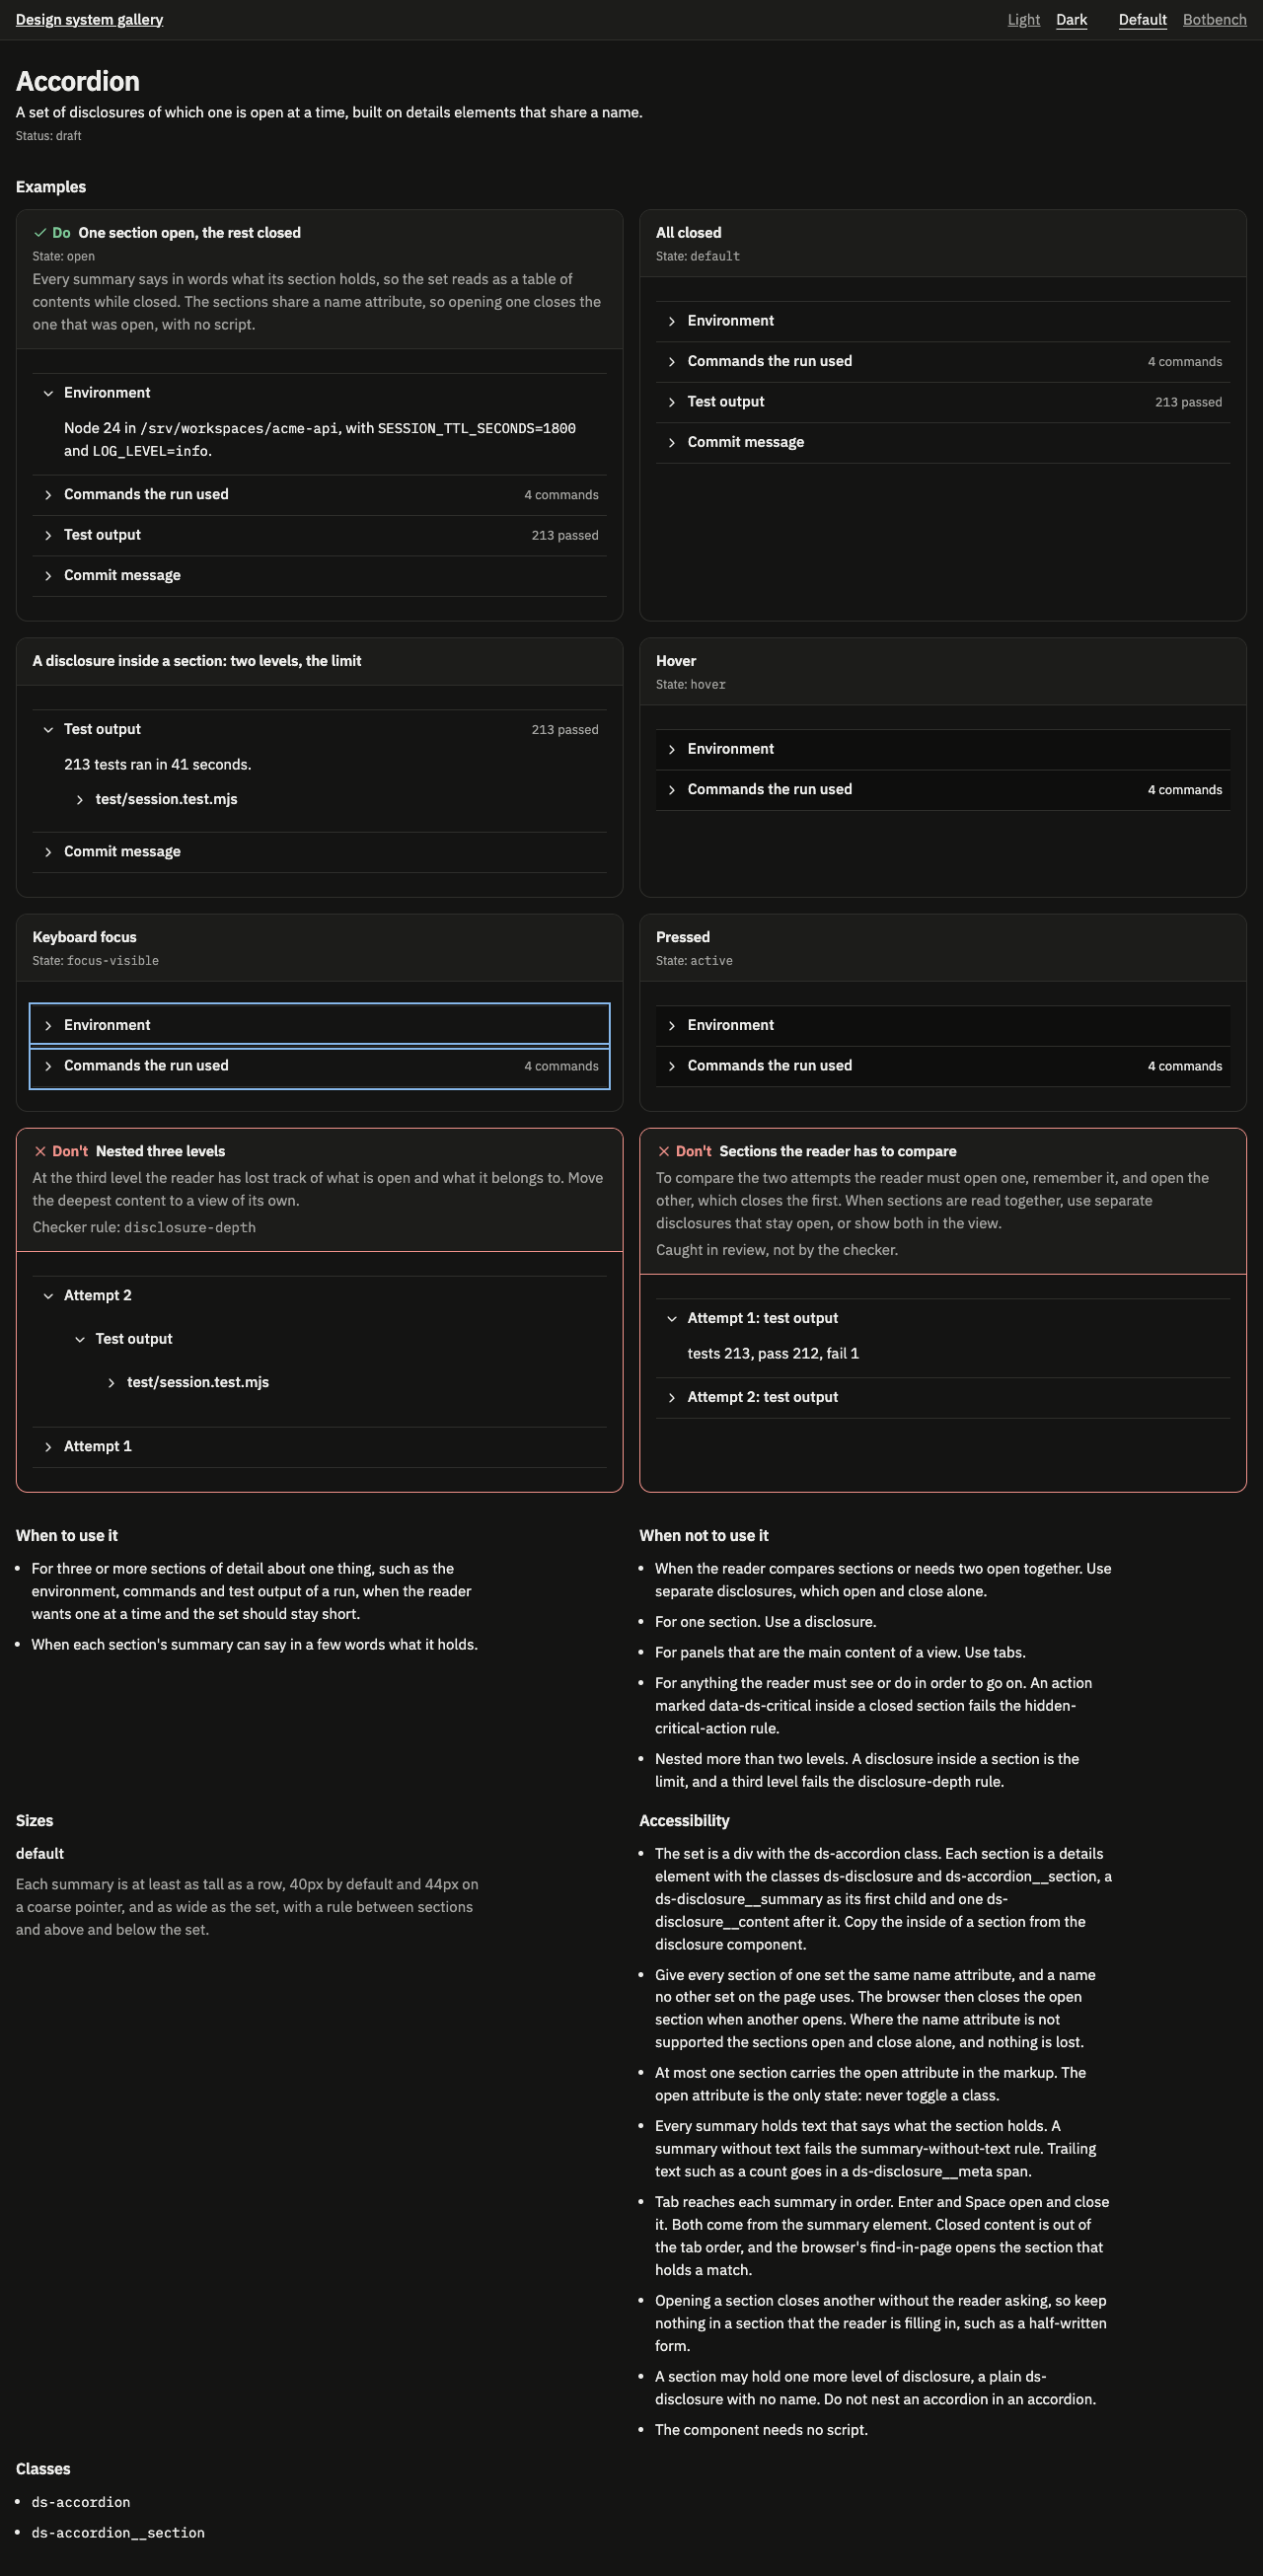 Design system gallery
Light Dark Default Botbench
Accordion
A set of disclosures of which one is open at a time, built on details elements that share a name.
Status: draft
Examples
Do One section open, the rest closed
State: open
Every summary says in words what its section holds, so the set reads as a table of
contents while closed. The sections share a name attribute, so opening one closes the
one that was open, with no script.
Environment
Node 24 in /srv/workspaces/acme-api, with SESSION_TTL_SECONDS=1800
and LOG_LEVEL=info.
Commands the run used 4 commands
Test output 213 passed
Commit message
All closed
State: default
Environment
Commands the run used 4 commands
Test output 213 passed
Commit message
A disclosure inside a section: two levels, the limit
Test output 213 passed
213 tests ran in 41 seconds.
test/session.test.mjs
Commit message
Hover
State: hover
Environment
Commands the run used 4 commands
Keyboard focus
State: focus-visible
Environment
Commands the run used 4 commands
Pressed
State: active
Environment
Commands the run used 4 commands
Don't Nested three levels
At the third level the reader has lost track of what is open and what it belongs to. Move
the deepest content to a view of its own.
Checker rule: disclosure-depth
Attempt 2
Test output
test/session.test.mjs
Attempt 1
Don't Sections the reader has to compare
To compare the two attempts the reader must open one, remember it, and open the
other, which closes the first. When sections are read together, use separate
disclosures that stay open, or show both in the view.
Caught in review, not by the checker.
Attempt 1: test output
tests 213, pass 212, fail 1
Attempt 2: test output
When to use it
For three or more sections of detail about one thing, such as the
environment, commands and test output of a run, when the reader
wants one at a time and the set should stay short.
When each section's summary can say in a few words what it holds.
When not to use it
When the reader compares sections or needs two open together. Use
separate disclosures, which open and close alone.
For one section. Use a disclosure.
For panels that are the main content of a view. Use tabs.
For anything the reader must see or do in order to go on. An action
marked data-ds-critical inside a closed section fails the hidden-
critical-action rule.
Nested more than two levels. A disclosure inside a section is the
limit, and a third level fails the disclosure-depth rule.
Sizes
default
Each summary is at least as tall as a row, 40px by default and 44px on
a coarse pointer, and as wide as the set, with a rule between sections
and above and below the set.
Accessibility
The set is a div with the ds-accordion class. Each section is a details
element with the classes ds-disclosure and ds-accordion__section, a
ds-disclosure__summary as its first child and one ds-
disclosure__content after it. Copy the inside of a section from the
disclosure component.
Give every section of one set the same name attribute, and a name
no other set on the page uses. The browser then closes the open
section when another opens. Where the name attribute is not
supported the sections open and close alone, and nothing is lost.
At most one section carries the open attribute in the markup. The
open attribute is the only state: never toggle a class.
Every summary holds text that says what the section holds. A
summary without text fails the summary-without-text rule. Trailing
text such as a count goes in a ds-disclosure__meta span.
Tab reaches each summary in order. Enter and Space open and close
it. Both come from the summary element. Closed content is out of
the tab order, and the browser's find-in-page opens the section that
holds a match.
Opening a section closes another without the reader asking, so keep
nothing in a section that the reader is filling in, such as a half-written
form.
A section may hold one more level of disclosure, a plain ds-
disclosure with no name. Do not nest an accordion in an accordion.
The component needs no script.
Classes
ds-accordion
ds-accordion__section